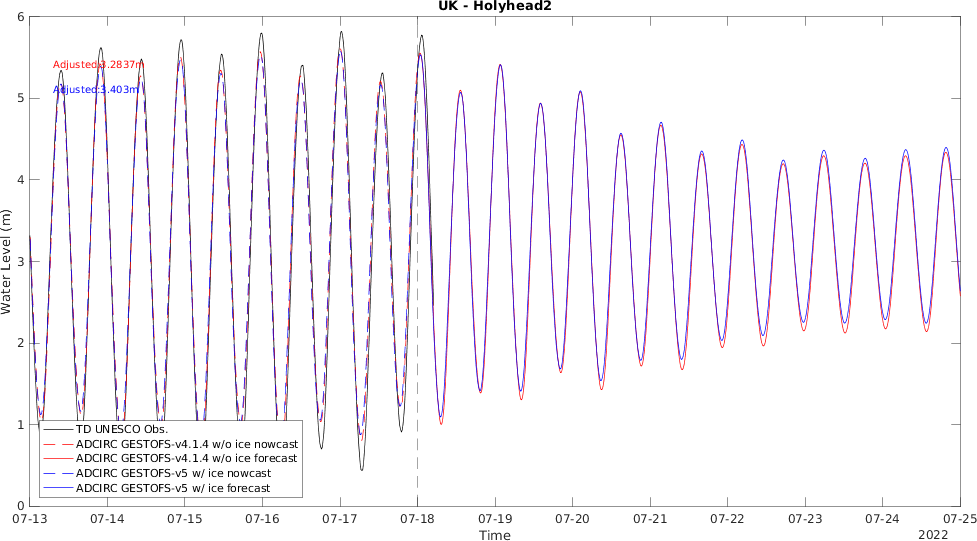 UK - Holyhead2
6
5
4
3
2
1
0
Water Level (m)
Adjusted:3.2837m
Adjusted:3.403m
TD UNESCO Obs.
ADCIRC GESTOFS-v4.1.4 w/o ice nowcast
ADCIRC GESTOFS-v4.1.4 w/o ice forecast
ADCIRC GESTOFS-v5 w/ ice nowcast
ADCIRC GESTOFS-v5 w/ ice forecast
07-13 07-14 07-15 07-16 07-17 07-18 07-19 07-20 07-21 07-22 07-23 07-24 07-25
Time
2022